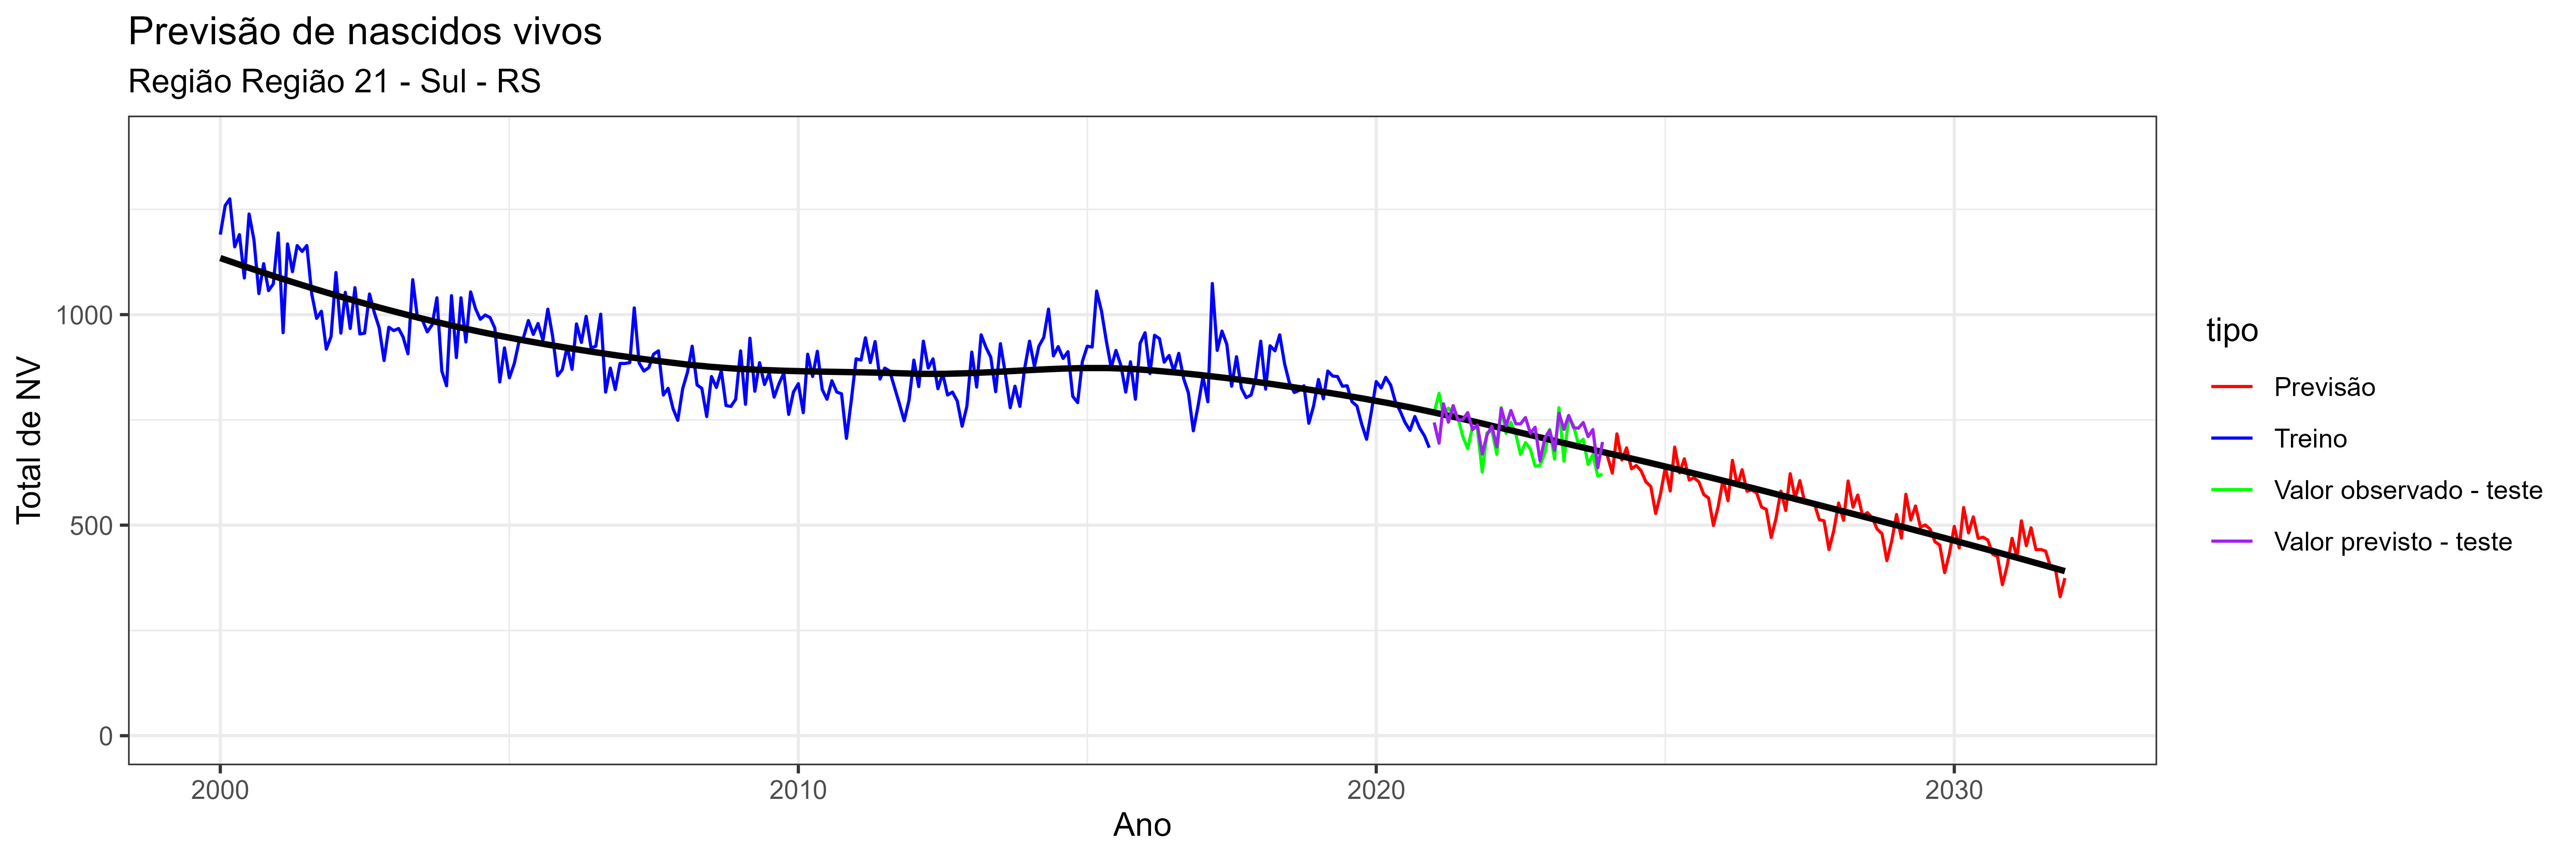 Previsão de nascidos vivos
Região Região 21 - Sul - RS
Total de NV
1000
500
0
2000
2010
2020
2030
Ano
tipo
Previsão
Treino
Valor observado - teste
Valor previsto - teste